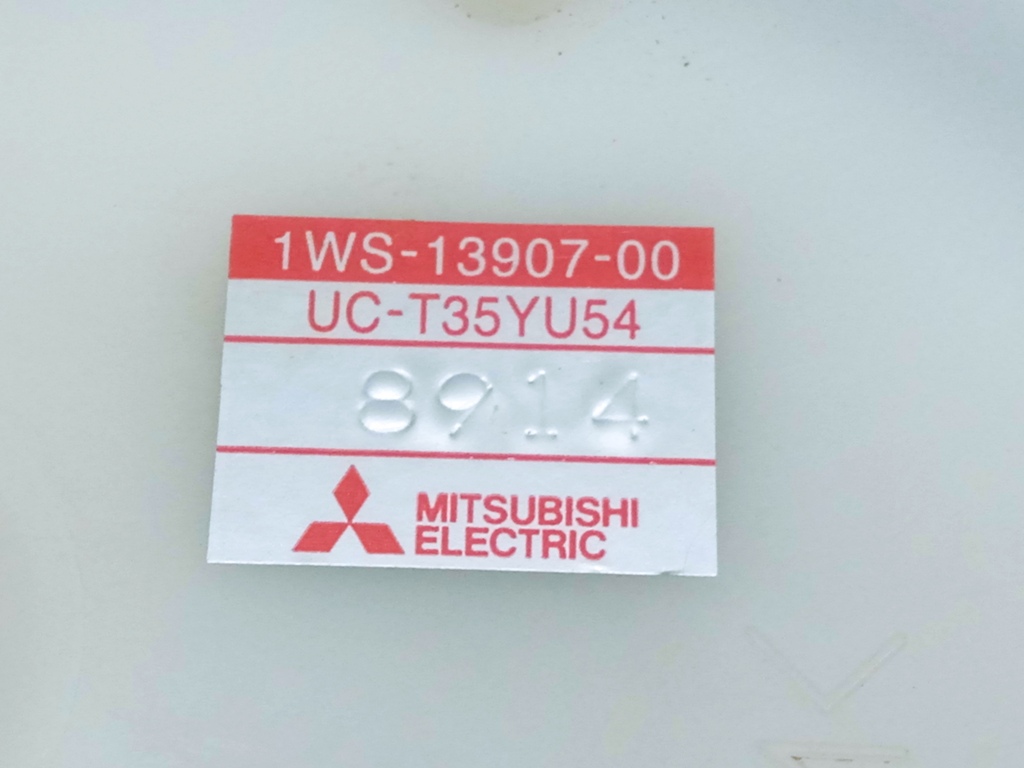 1WS-13907-00
UC-T35YU54
8914
MITSUBISHI
ELECTRIC